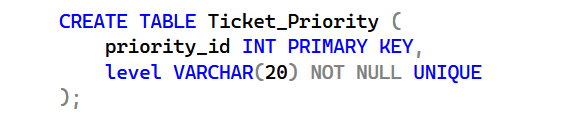 CREATE TABLE Ticket_Priority (
    priority_id INT PRIMARY KEY,
    level VARCHAR(20) NOT NULL UNIQUE
);